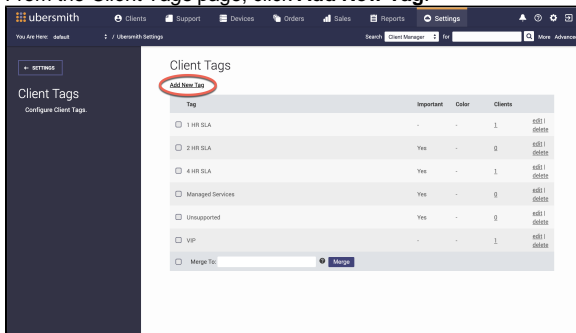 From the Client Tags page, click Add New Tag.
ubersmith Clients Support Devices Orders Sales Reports Settings
You Are Here: default / Ubersmith Settings Search Client Manager for More Advanced
← SETTINGS
Client Tags
Configure Client Tags.
Client Tags
Add New Tag
Tag Important Color Clients
1 HR SLA - - 1 edit | delete
2 HR SLA Yes - 0 edit | delete
4 HR SLA Yes - 1 edit | delete
Managed Services Yes - 0 edit | delete
Unsupported Yes - 0 edit | delete
VIP - - 1 edit | delete
Merge To: Merge